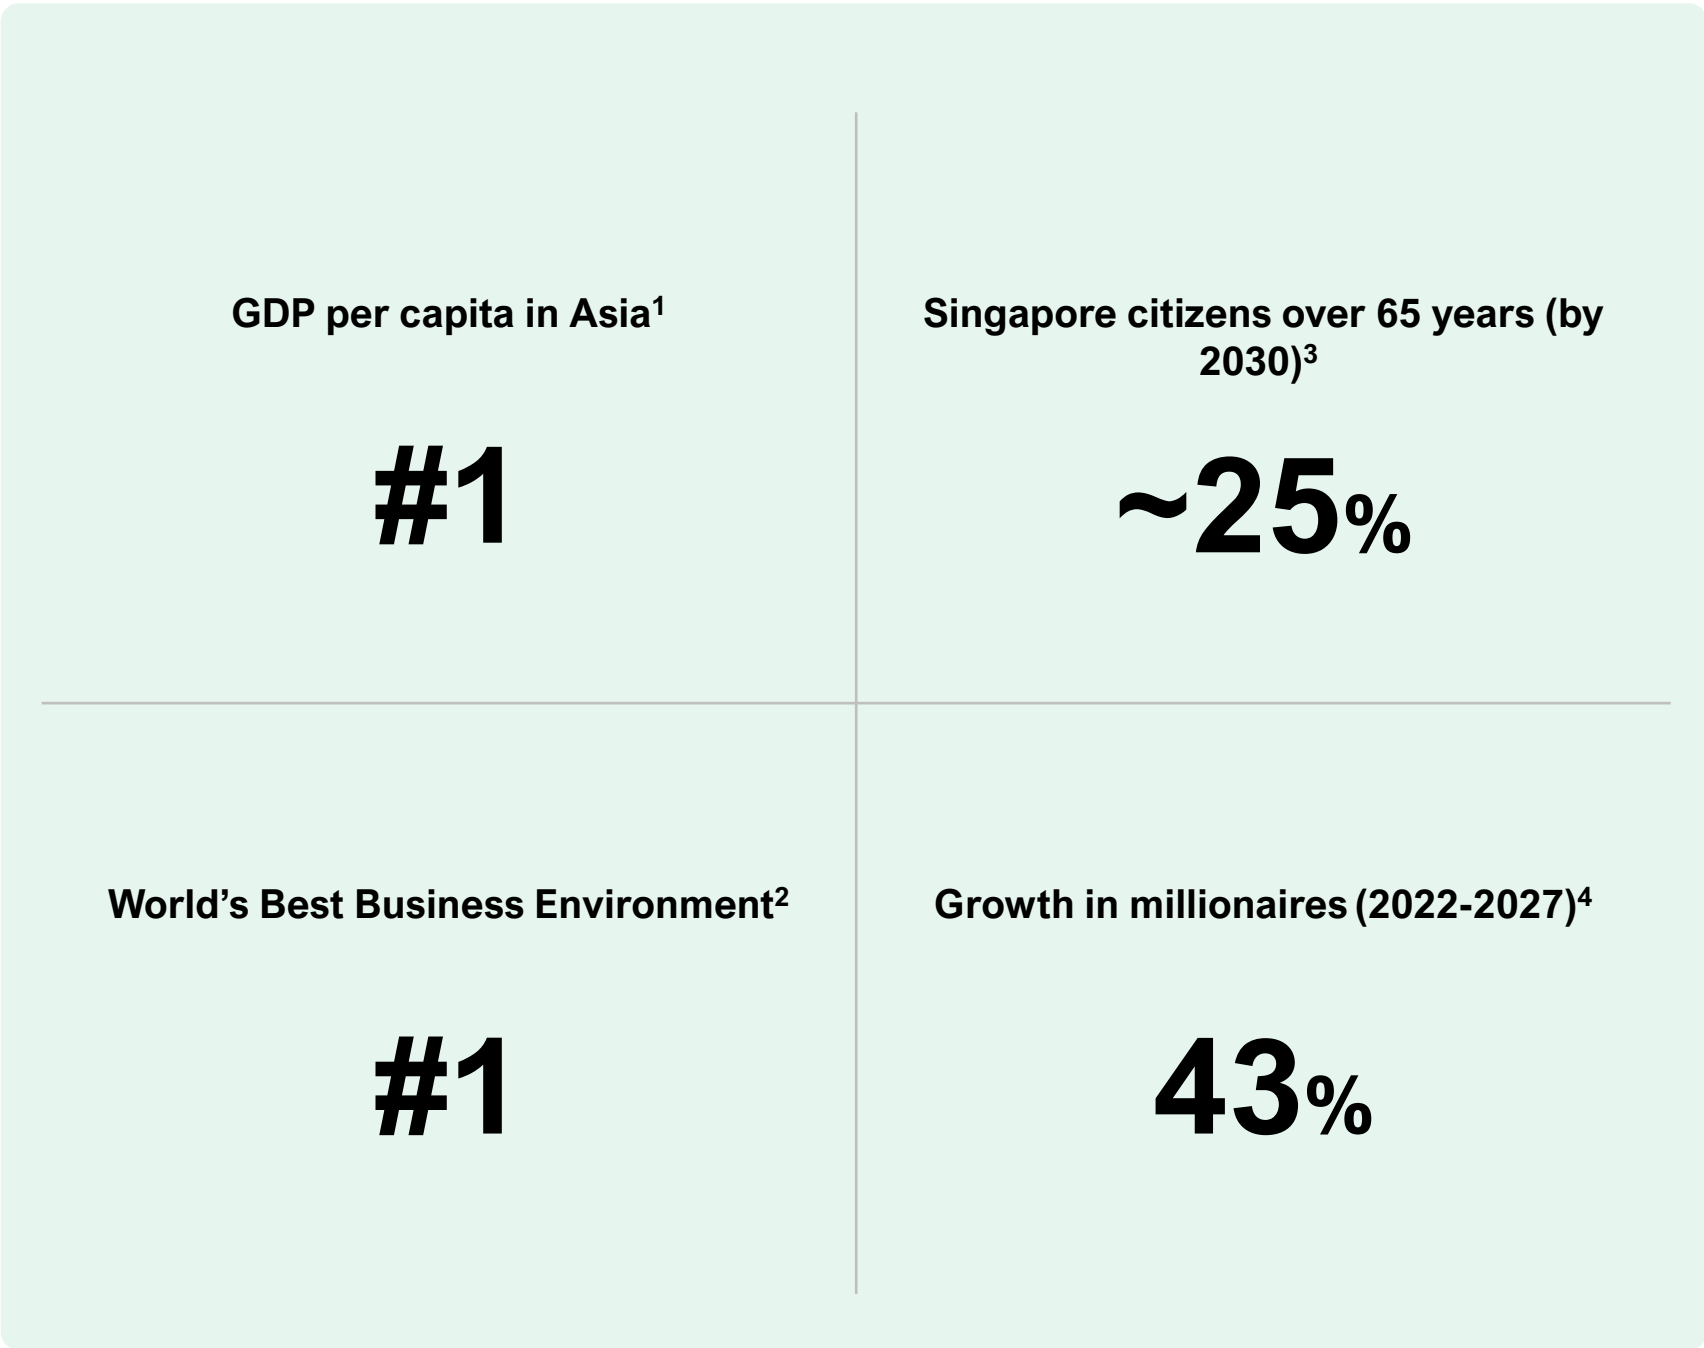 GDP per capita in Asia¹
#1
Singapore citizens over 65 years (by
2030)³
~25%
World’s Best Business Environment²
#1
Growth in millionaires (2022-2027)⁴
43%